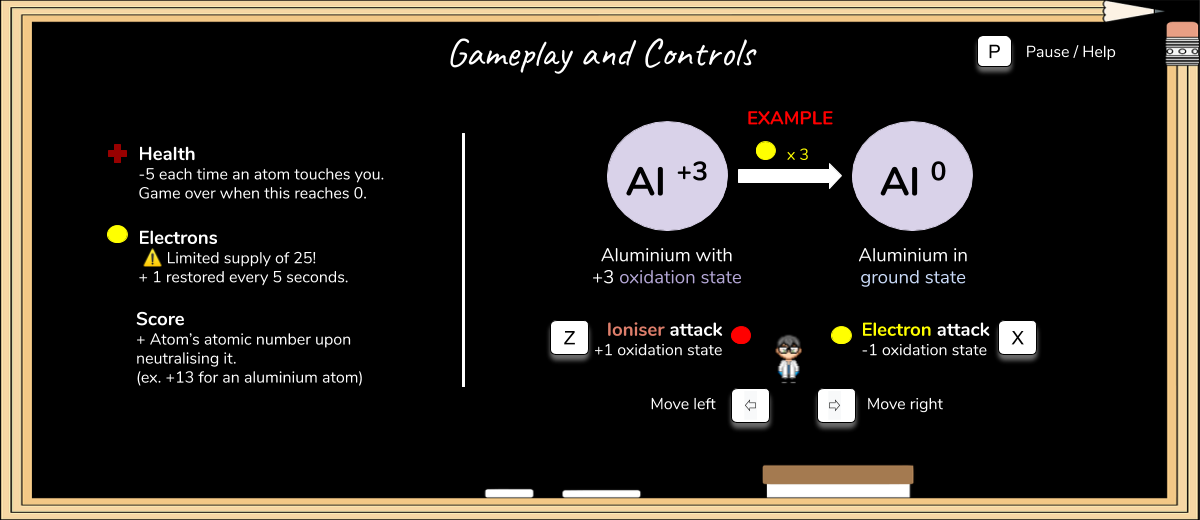 Gameplay and Controls
P Pause / Help
Health
-5 each time an atom touches you.
Game over when this reaches 0.
Electrons
⚠️ Limited supply of 25!
+ 1 restored every 5 seconds.
Score
+ Atom's atomic number upon
neutralising it.
(ex. +13 for an aluminium atom)
EXAMPLE
x 3
Al +3
Al 0
Aluminium with
+3 oxidation state
Aluminium in
ground state
Z
Ioniser attack
+1 oxidation state
Electron attack
-1 oxidation state
X
Move left ⇦
⇨ Move right